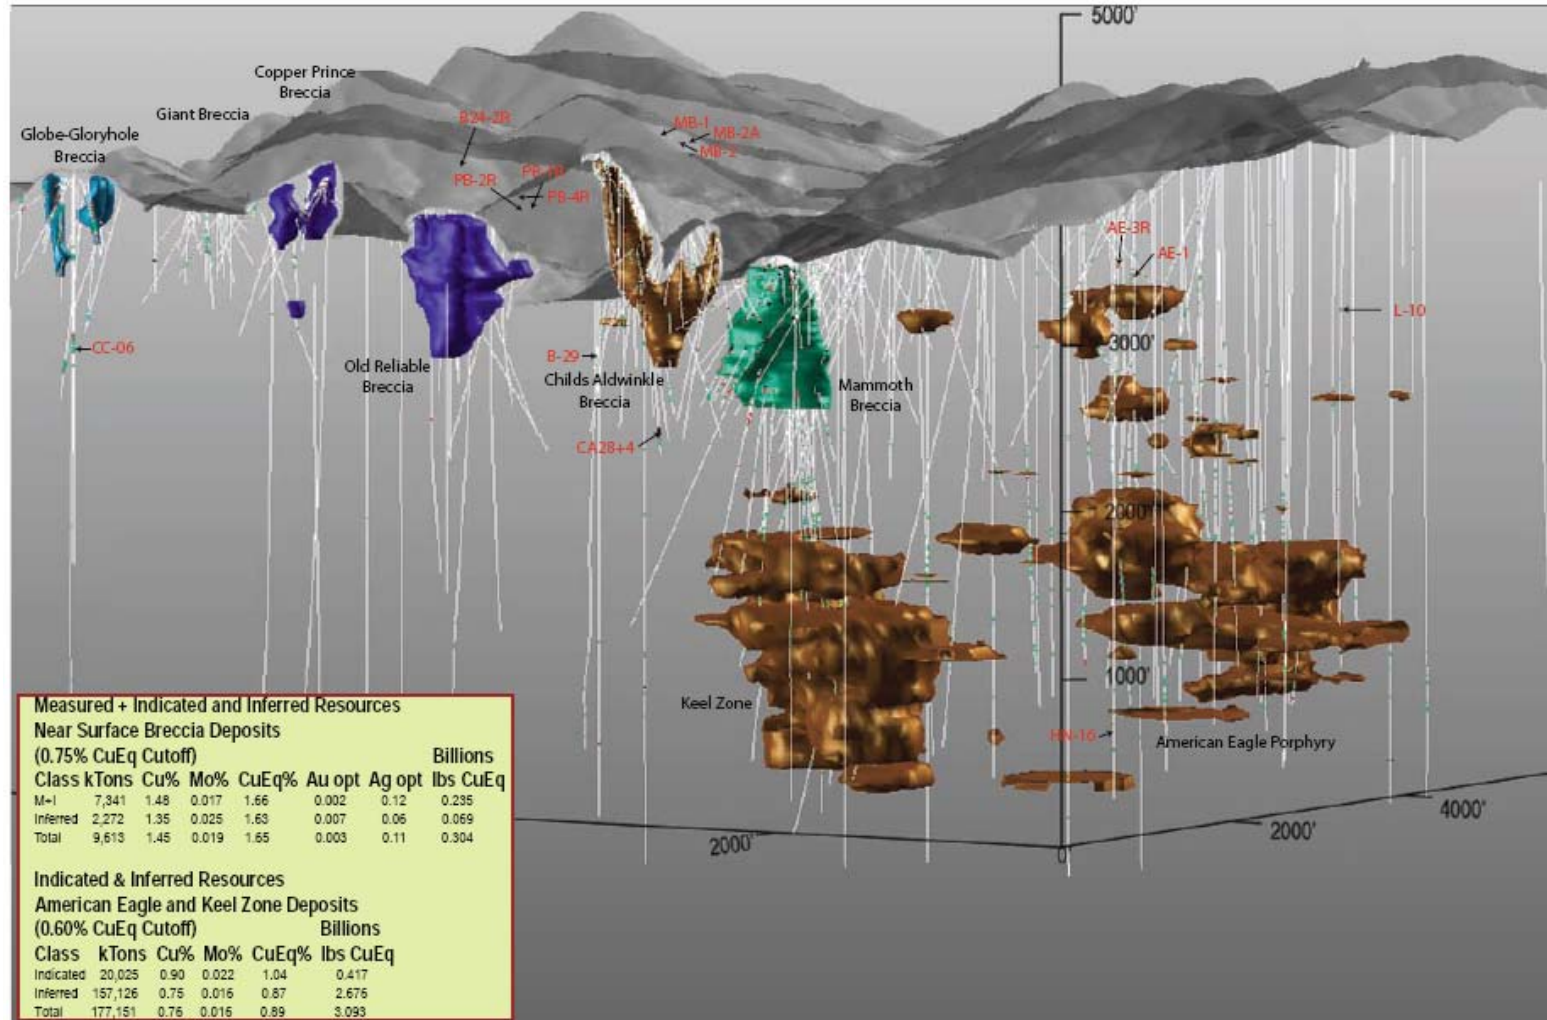 5000'
Copper Prince
Breccia
Giant Breccia
Globe-Gloryhole
Breccia
B24-2R
MB-1
MB-2A
MB-2
PB-2R
PB-4R
AE-3R
AE-1
L-10
3000'
CC-06
Old Reliable
Breccia
B-29
Childs Aldwinkle
Breccia
Mammoth
Breccia
CA28+4
2000'
1000'
Keel Zone
HN-16
American Eagle Porphyry
2000'
0
2000'
4000'
Measured + Indicated and Inferred Resources
Near Surface Breccia Deposits
(0.75% CuEq Cutoff) Billions
Class kTons Cu% Mo% CuEq% Au opt Ag opt lbs CuEq
M+I 7,341 1.48 0.017 1.66 0.002 0.12 0.235
Inferred 2,272 1.35 0.025 1.63 0.007 0.06 0.069
Total 9,613 1.45 0.019 1.65 0.003 0.11 0.304
Indicated & Inferred Resources
American Eagle and Keel Zone Deposits
(0.60% CuEq Cutoff) Billions
Class kTons Cu% Mo% CuEq% lbs CuEq
Indicated 20,025 0.90 0.022 1.04 0.417
Inferred 157,126 0.75 0.016 0.87 2.676
Total 177,151 0.76 0.016 0.89 3.093